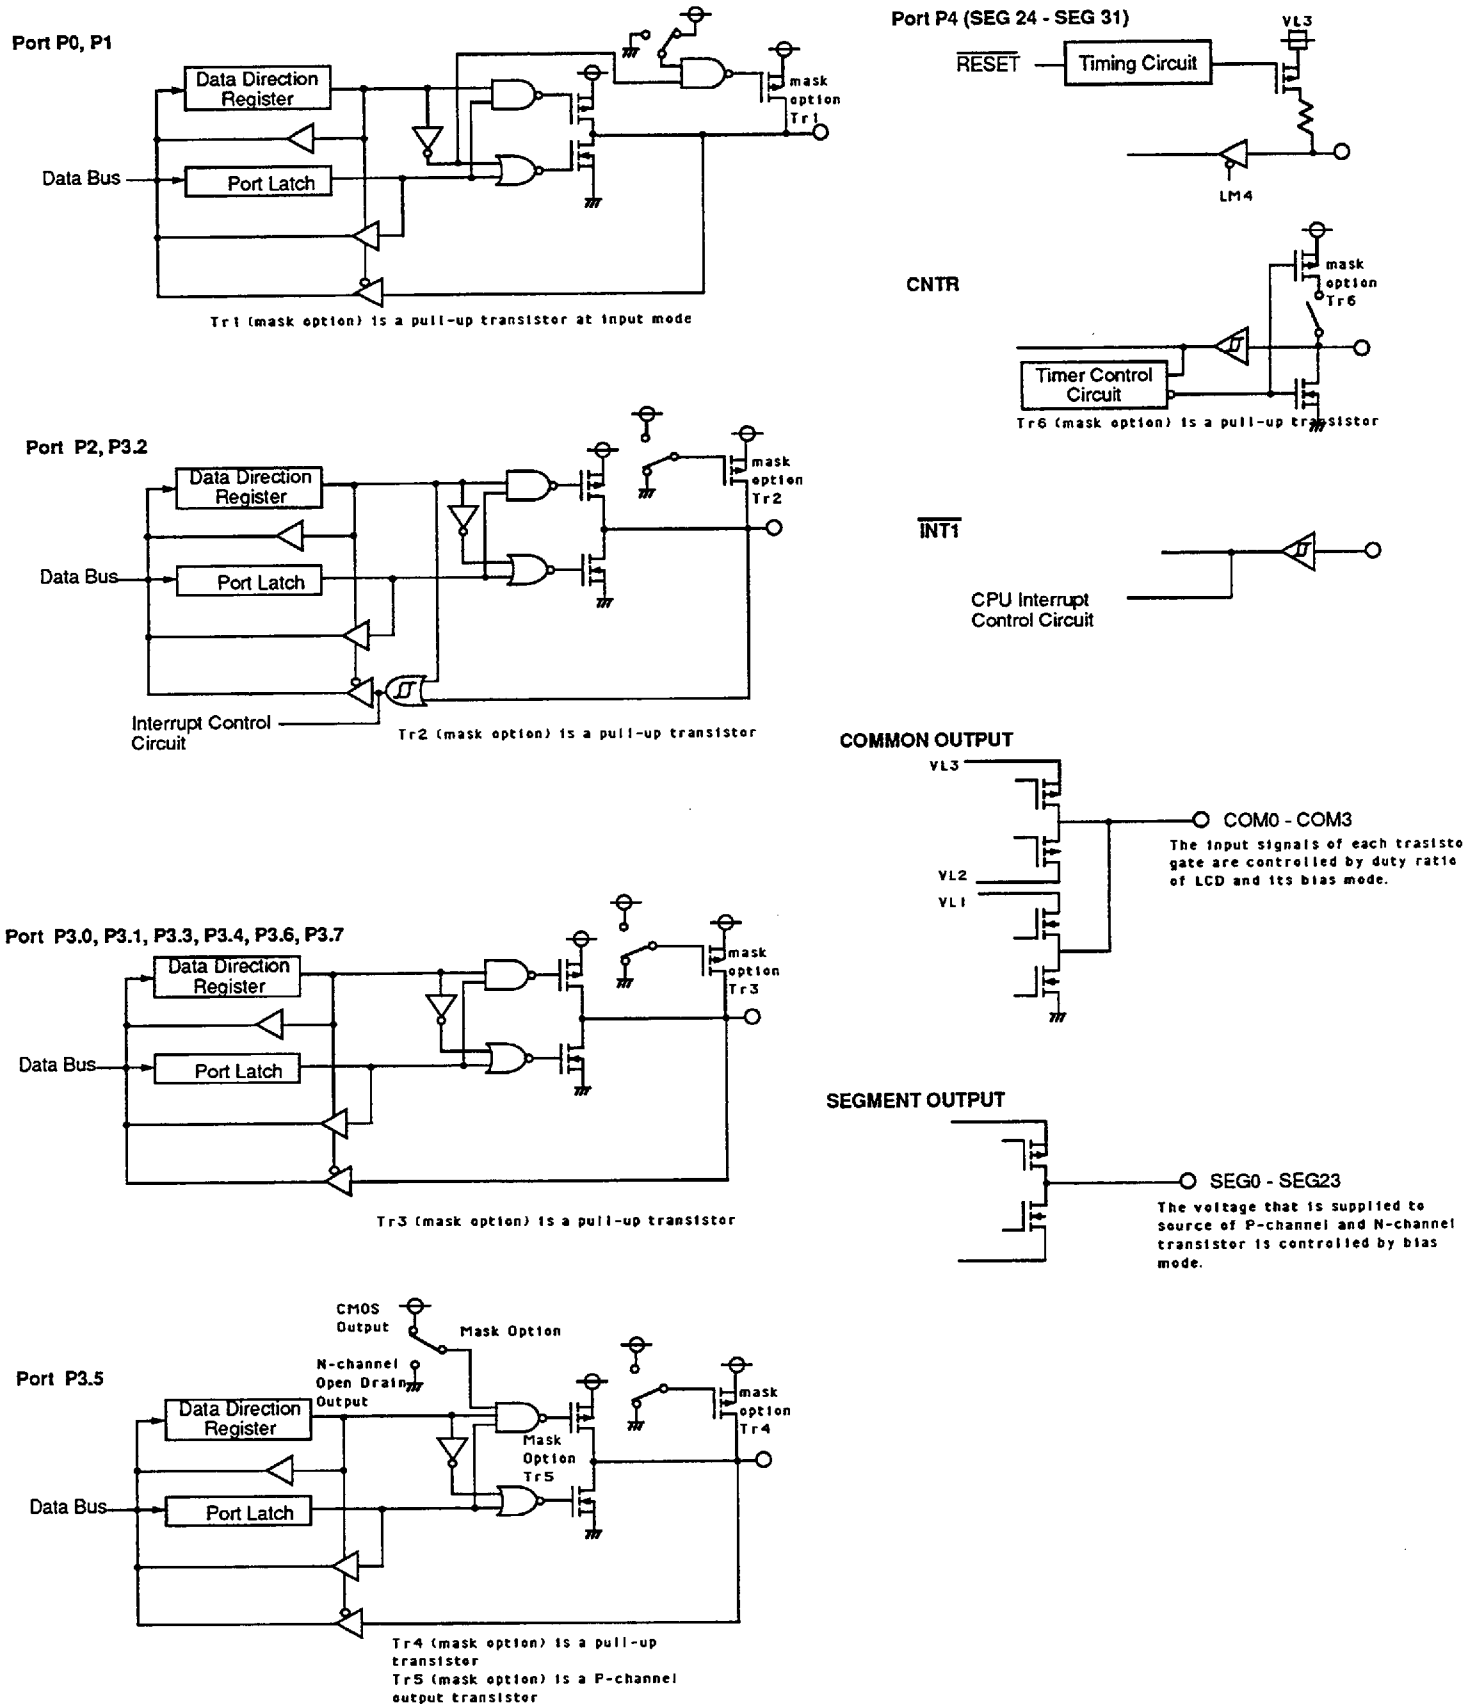 Port P0, P1
Data Direction
Register
Data Bus
Port Latch
mask
option
Tr1
Tr1 (mask option) is a pull-up transistor at input mode
Port P2, P3.2
Data Direction
Register
Data Bus
Port Latch
mask
option
Tr2
Interrupt Control
Circuit
Tr2 (mask option) is a pull-up transistor
Port P3.0, P3.1, P3.3, P3.4, P3.6, P3.7
Data Direction
Register
Data Bus
Port Latch
mask
option
Tr3
Tr3 (mask option) is a pull-up transistor
Port P3.5
CMOS
Output
Mask Option
N-channel
Open Drain
Output
Data Direction
Register
Data Bus
Port Latch
Mask
Option
Tr5
mask
option
Tr4
Tr4 (mask option) is a pull-up
transistor
Tr5 (mask option) is a P-channel
output transistor
Port P4 (SEG 24 - SEG 31)
VL3
RESET
Timing Circuit
LM4
CNTR
mask
option
Tr6
Timer Control
Circuit
Tr6 (mask option) is a pull-up transistor
INT1
CPU Interrupt
Control Circuit
COMMON OUTPUT
VL3
VL2
VL1
COM0 - COM3
The input signals of each trasisto
gate are controlled by duty ratio
of LCD and its bias mode.
SEGMENT OUTPUT
SEG0 - SEG23
The voltage that is supplied to
source of P-channel and N-channel
transistor is controlled by bias
mode.